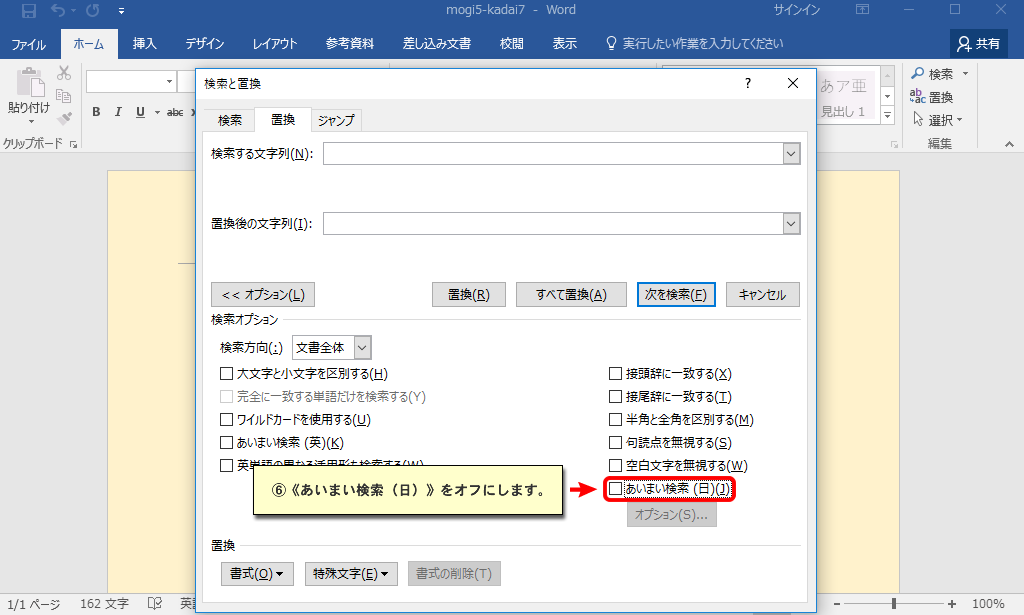 mogi5-kadai7 - Word
サインイン
ファイル ホーム 挿入 デザイン レイアウト 参考資料 差し込み文書 校閲 表示 実行したい作業を入力してください 共有
貼り付け
B I U abc
クリップボード
あア亜
見出し 1
検索
置換
選択
編集
検索と置換
検索 置換 ジャンプ
検索する文字列(N):
置換後の文字列(I):
<< オプション(L) 置換(R) すべて置換(A) 次を検索(F) キャンセル
検索オプション
検索方向(:) 文書全体
大文字と小文字を区別する(H)
完全に一致する単語だけを検索する(Y)
ワイルドカードを使用する(U)
あいまい検索 (英)(K)
英単語の異なる活用形も検索する(W)
接頭辞に一致する(X)
接尾辞に一致する(T)
半角と全角を区別する(M)
句読点を無視する(S)
空白文字を無視する(W)
あいまい検索 (日)(J)
オプション(S)...
⑥《あいまい検索（日）》をオフにします。
置換
書式(O) 特殊文字(E) 書式の削除(T)
1/1 ページ 162 文字 英
100%